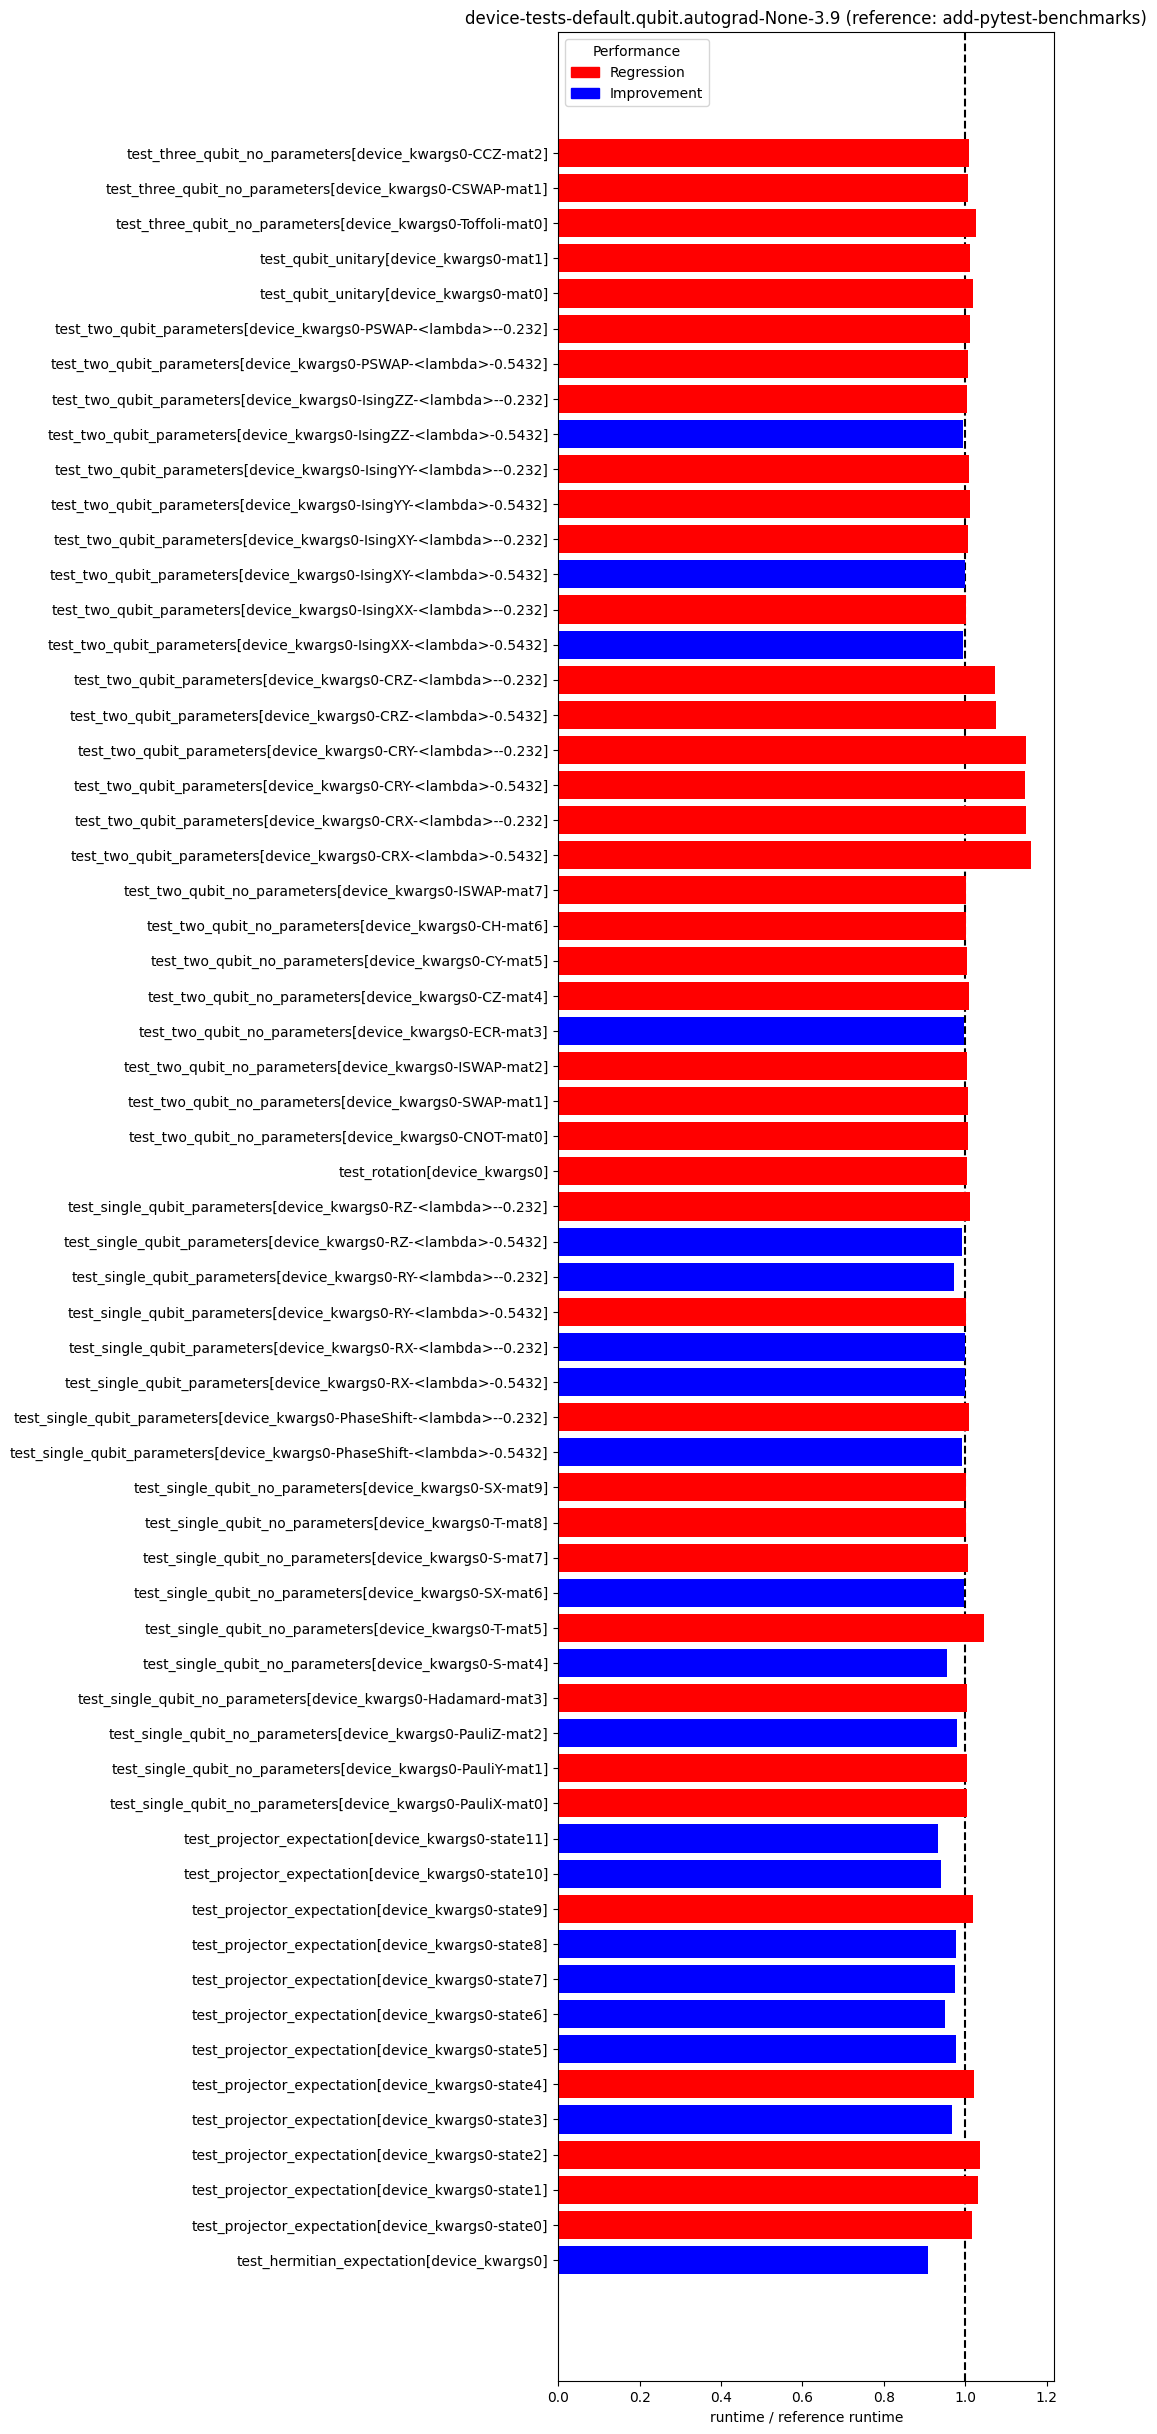 device-tests-default.qubit.autograd-None-3.9 (reference: add-pytest-benchmarks)
Performance
Regression
Improvement
test_three_qubit_no_parameters[device_kwargs0-CCZ-mat2]
test_three_qubit_no_parameters[device_kwargs0-CSWAP-mat1]
test_three_qubit_no_parameters[device_kwargs0-Toffoli-mat0]
test_qubit_unitary[device_kwargs0-mat1]
test_qubit_unitary[device_kwargs0-mat0]
test_two_qubit_parameters[device_kwargs0-PSWAP-<lambda>--0.232]
test_two_qubit_parameters[device_kwargs0-PSWAP-<lambda>-0.5432]
test_two_qubit_parameters[device_kwargs0-IsingZZ-<lambda>--0.232]
test_two_qubit_parameters[device_kwargs0-IsingZZ-<lambda>-0.5432]
test_two_qubit_parameters[device_kwargs0-IsingYY-<lambda>--0.232]
test_two_qubit_parameters[device_kwargs0-IsingYY-<lambda>-0.5432]
test_two_qubit_parameters[device_kwargs0-IsingXY-<lambda>--0.232]
test_two_qubit_parameters[device_kwargs0-IsingXY-<lambda>-0.5432]
test_two_qubit_parameters[device_kwargs0-IsingXX-<lambda>--0.232]
test_two_qubit_parameters[device_kwargs0-IsingXX-<lambda>-0.5432]
test_two_qubit_parameters[device_kwargs0-CRZ-<lambda>--0.232]
test_two_qubit_parameters[device_kwargs0-CRZ-<lambda>-0.5432]
test_two_qubit_parameters[device_kwargs0-CRY-<lambda>--0.232]
test_two_qubit_parameters[device_kwargs0-CRY-<lambda>-0.5432]
test_two_qubit_parameters[device_kwargs0-CRX-<lambda>--0.232]
test_two_qubit_parameters[device_kwargs0-CRX-<lambda>-0.5432]
test_two_qubit_no_parameters[device_kwargs0-ISWAP-mat7]
test_two_qubit_no_parameters[device_kwargs0-CH-mat6]
test_two_qubit_no_parameters[device_kwargs0-CY-mat5]
test_two_qubit_no_parameters[device_kwargs0-CZ-mat4]
test_two_qubit_no_parameters[device_kwargs0-ECR-mat3]
test_two_qubit_no_parameters[device_kwargs0-ISWAP-mat2]
test_two_qubit_no_parameters[device_kwargs0-SWAP-mat1]
test_two_qubit_no_parameters[device_kwargs0-CNOT-mat0]
test_rotation[device_kwargs0]
test_single_qubit_parameters[device_kwargs0-RZ-<lambda>--0.232]
test_single_qubit_parameters[device_kwargs0-RZ-<lambda>-0.5432]
test_single_qubit_parameters[device_kwargs0-RY-<lambda>--0.232]
test_single_qubit_parameters[device_kwargs0-RY-<lambda>-0.5432]
test_single_qubit_parameters[device_kwargs0-RX-<lambda>--0.232]
test_single_qubit_parameters[device_kwargs0-RX-<lambda>-0.5432]
test_single_qubit_parameters[device_kwargs0-PhaseShift-<lambda>--0.232]
test_single_qubit_parameters[device_kwargs0-PhaseShift-<lambda>-0.5432]
test_single_qubit_no_parameters[device_kwargs0-SX-mat9]
test_single_qubit_no_parameters[device_kwargs0-T-mat8]
test_single_qubit_no_parameters[device_kwargs0-S-mat7]
test_single_qubit_no_parameters[device_kwargs0-SX-mat6]
test_single_qubit_no_parameters[device_kwargs0-T-mat5]
test_single_qubit_no_parameters[device_kwargs0-S-mat4]
test_single_qubit_no_parameters[device_kwargs0-Hadamard-mat3]
test_single_qubit_no_parameters[device_kwargs0-PauliZ-mat2]
test_single_qubit_no_parameters[device_kwargs0-PauliY-mat1]
test_single_qubit_no_parameters[device_kwargs0-PauliX-mat0]
test_projector_expectation[device_kwargs0-state11]
test_projector_expectation[device_kwargs0-state10]
test_projector_expectation[device_kwargs0-state9]
test_projector_expectation[device_kwargs0-state8]
test_projector_expectation[device_kwargs0-state7]
test_projector_expectation[device_kwargs0-state6]
test_projector_expectation[device_kwargs0-state5]
test_projector_expectation[device_kwargs0-state4]
test_projector_expectation[device_kwargs0-state3]
test_projector_expectation[device_kwargs0-state2]
test_projector_expectation[device_kwargs0-state1]
test_projector_expectation[device_kwargs0-state0]
test_hermitian_expectation[device_kwargs0]
0.0 0.2 0.4 0.6 0.8 1.0 1.2
runtime / reference runtime